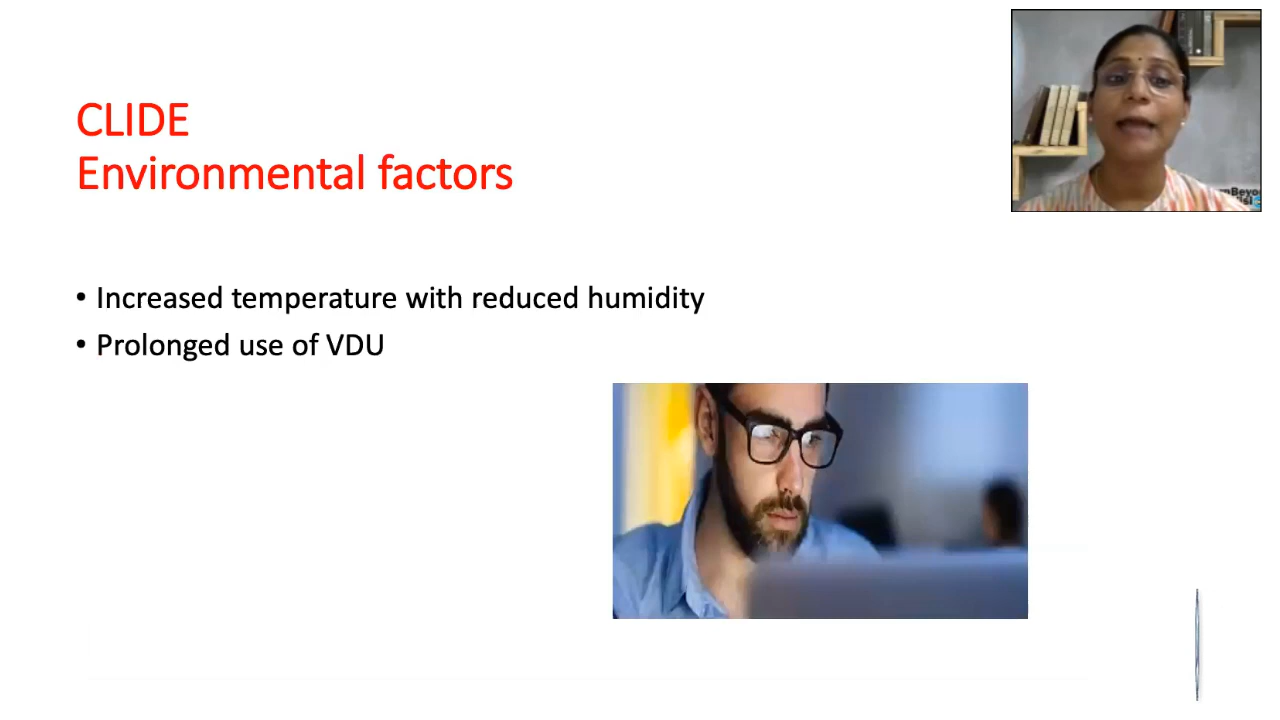 CLIDE
Environmental factors
• Increased temperature with reduced humidity
• Prolonged use of VDU